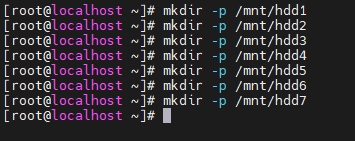 [root@localhost ~]# mkdir -p /mnt/hdd1
[root@localhost ~]# mkdir -p /mnt/hdd2
[root@localhost ~]# mkdir -p /mnt/hdd3
[root@localhost ~]# mkdir -p /mnt/hdd4
[root@localhost ~]# mkdir -p /mnt/hdd5
[root@localhost ~]# mkdir -p /mnt/hdd6
[root@localhost ~]# mkdir -p /mnt/hdd7
[root@localhost ~]#